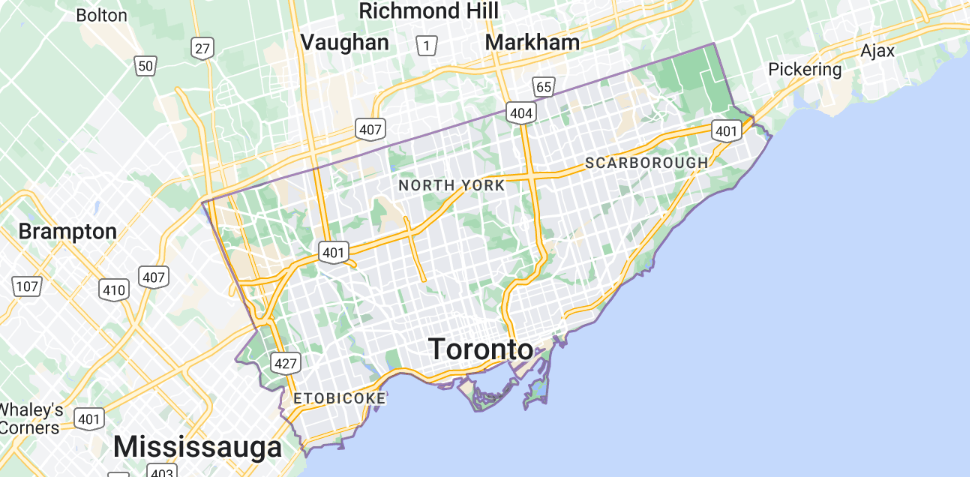 Richmond Hill
Bolton
27
Vaughan
1
Markham
50
Ajax
Pickering
65
404
407
401
SCARBOROUGH
NORTH YORK
Brampton
401
407
107
410
Toronto
427
ETOBICOKE
Whaley's
Corners
401
Mississauga
403